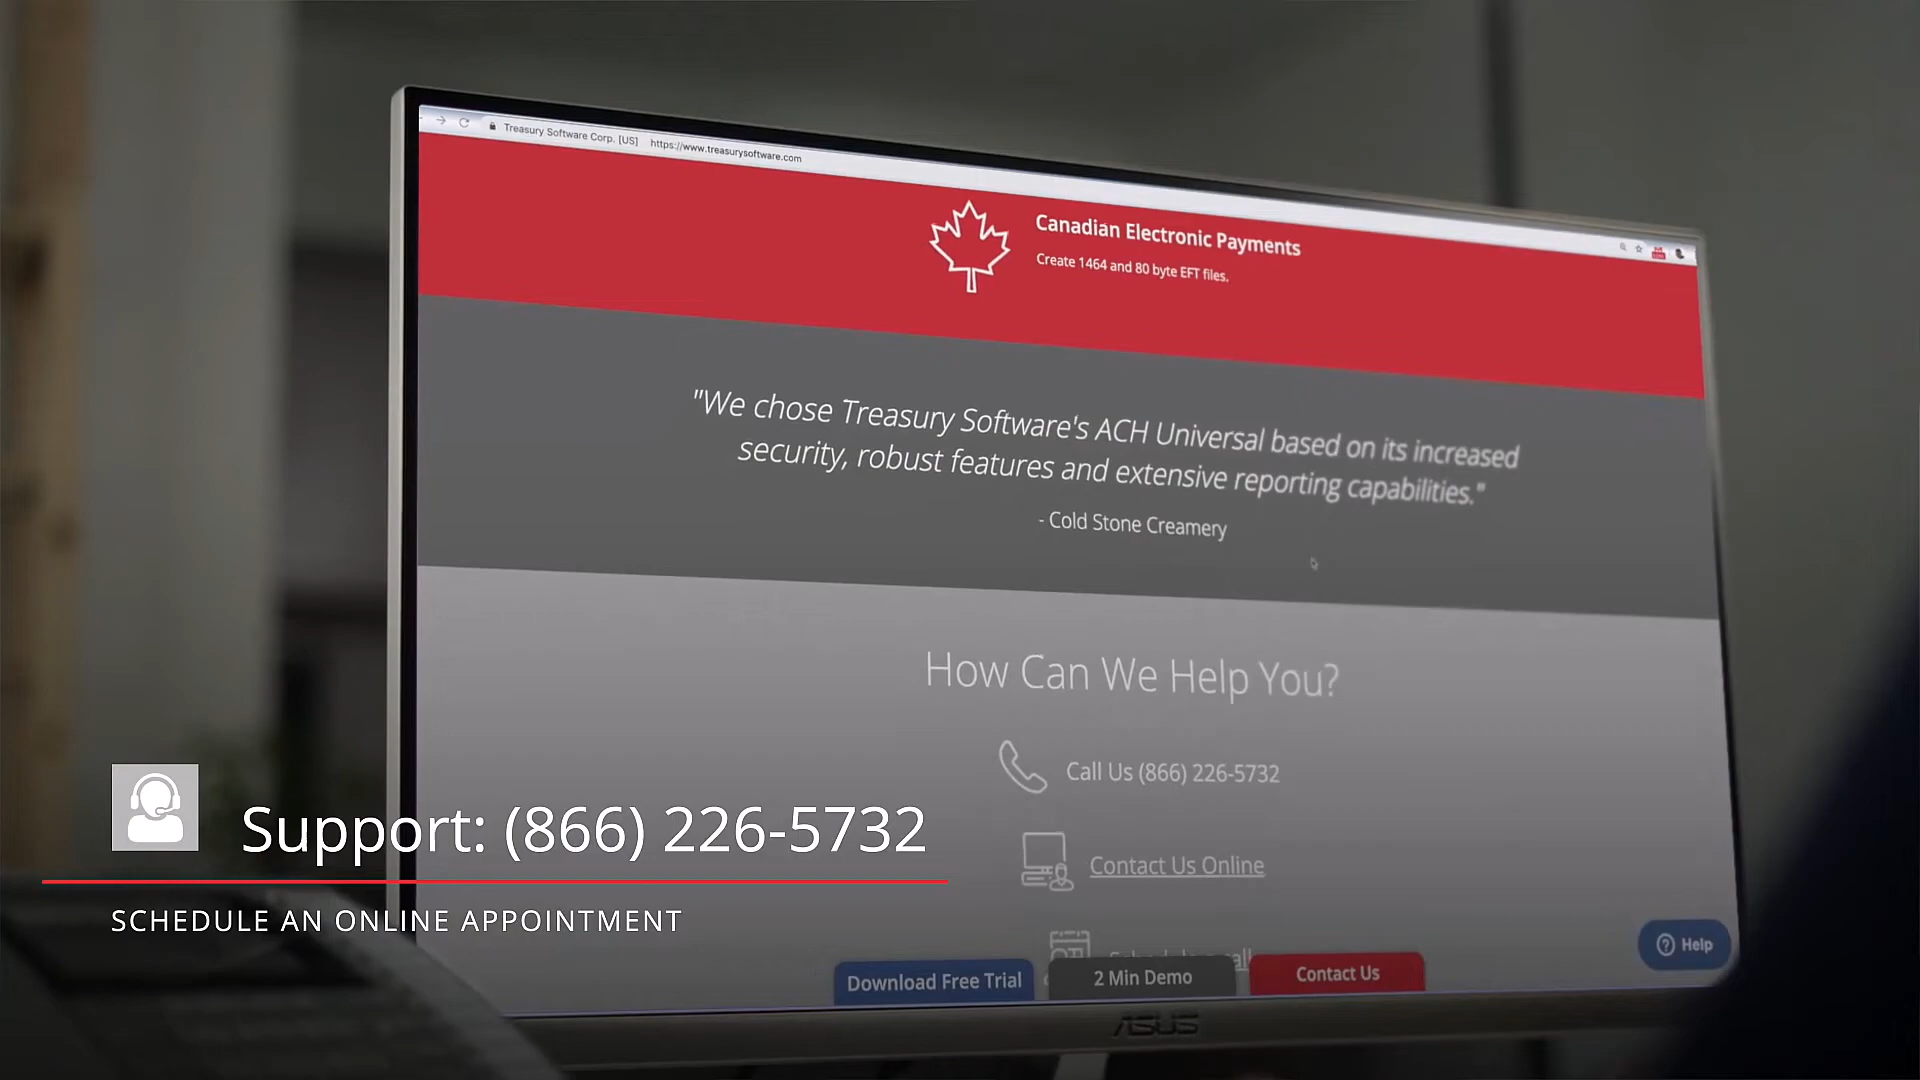 Treasury Software Corp. [US] https://www.treasurysoftware.com
Canadian Electronic Payments
Create 1464 and 80 byte EFT files.
"We chose Treasury Software's ACH Universal based on its increased
security, robust features and extensive reporting capabilities."
- Cold Stone Creamery
How Can We Help You?
Call Us (866) 226-5732
Contact Us Online
Help
Download Free Trial
2 Min Demo
Contact Us
ASUS
Support: (866) 226-5732
SCHEDULE AN ONLINE APPOINTMENT